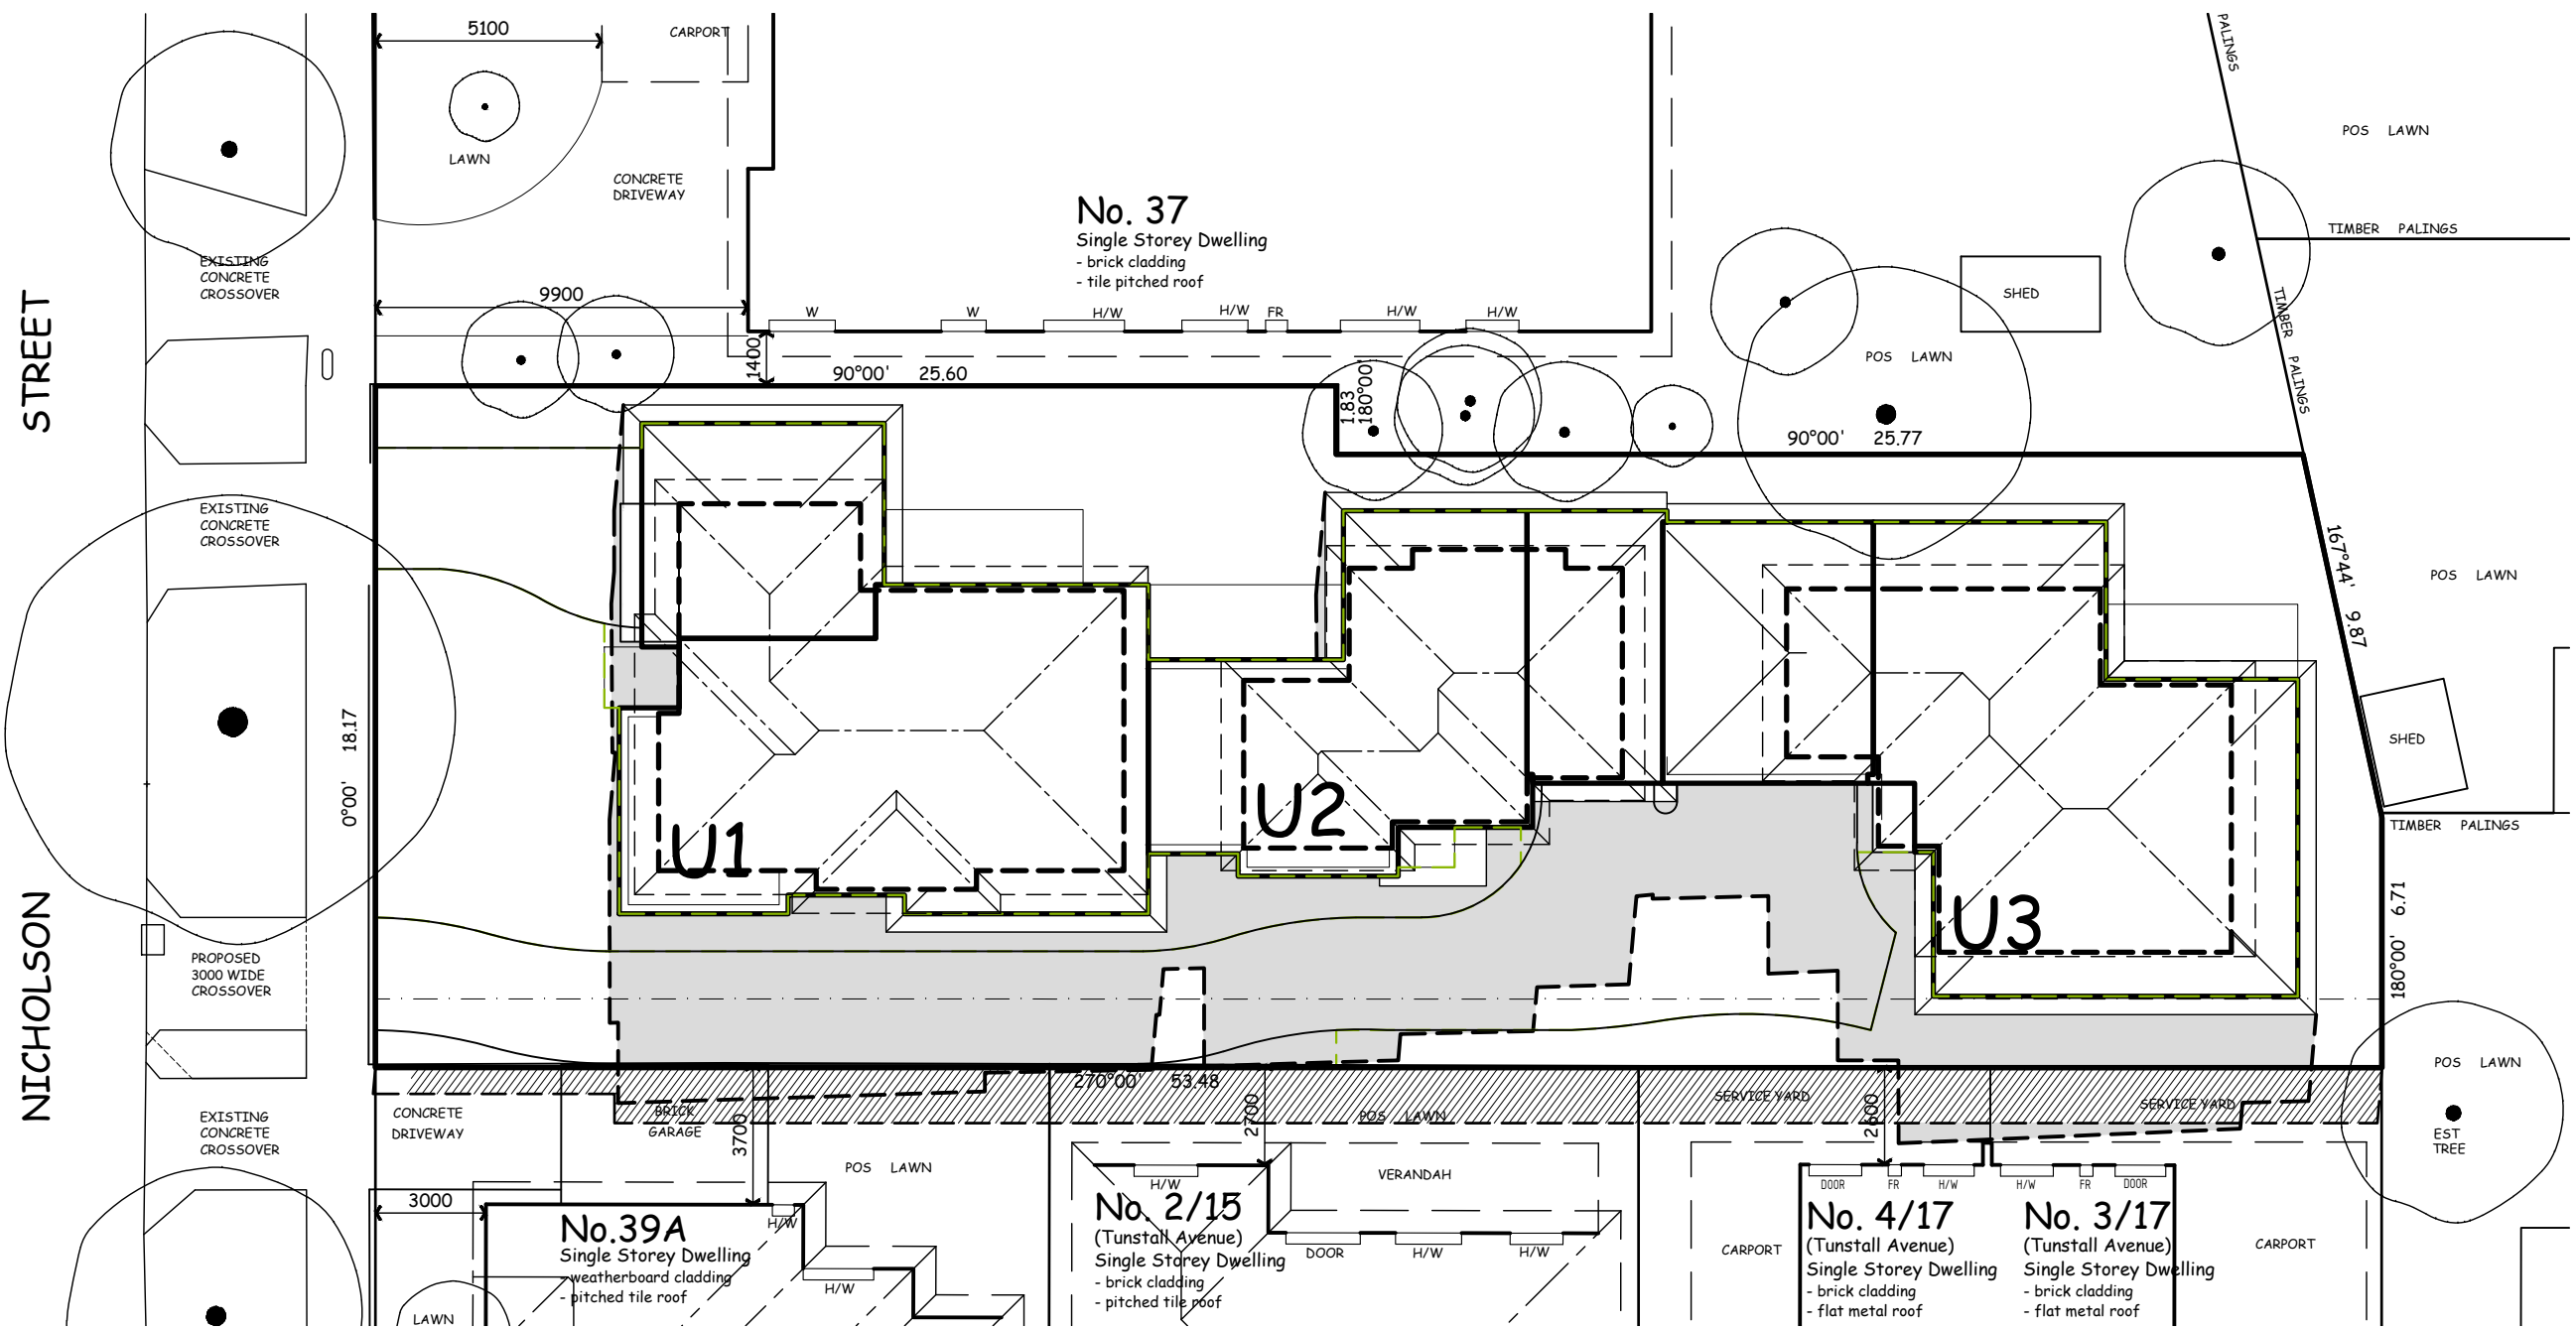 5100
CARPORT
PALINGS
LAWN
CONCRETE
DRIVEWAY
POS LAWN
No. 37
Single Storey Dwelling
- brick cladding
- tile pitched roof
TIMBER PALINGS
EXISTING
CONCRETE
CROSSOVER
9900
W
W
H/W
H/W
FR
H/W
H/W
SHED
TIMBER PALINGS
STREET
1400
90°00' 25.60
1.83
180°00'
POS LAWN
90°00' 25.77
EXISTING
CONCRETE
CROSSOVER
167°44' 9.87
POS LAWN
0°00' 18.17
SHED
U1
U2
U3
TIMBER PALINGS
180°00' 6.71
NICHOLSON
PROPOSED
3000 WIDE
CROSSOVER
POS LAWN
270°00' 53.48
EXISTING
CONCRETE
CROSSOVER
CONCRETE
DRIVEWAY
BRICK
GARAGE
3700
2700
POS LAWN
SERVICE YARD
2600
SERVICE YARD
EST
TREE
POS LAWN
VERANDAH
3000
H/W
H/W
DOOR
FR
H/W
H/W
FR
DOOR
No.39A
Single Storey Dwelling
- weatherboard cladding
- pitched tile roof
H/W
LAWN
No. 2/15
(Tunstall Avenue)
Single Storey Dwelling
- brick cladding
- pitched tile roof
DOOR
H/W
H/W
CARPORT
No. 4/17
(Tunstall Avenue)
Single Storey Dwelling
- brick cladding
- flat metal roof
No. 3/17
(Tunstall Avenue)
Single Storey Dwelling
- brick cladding
- flat metal roof
CARPORT